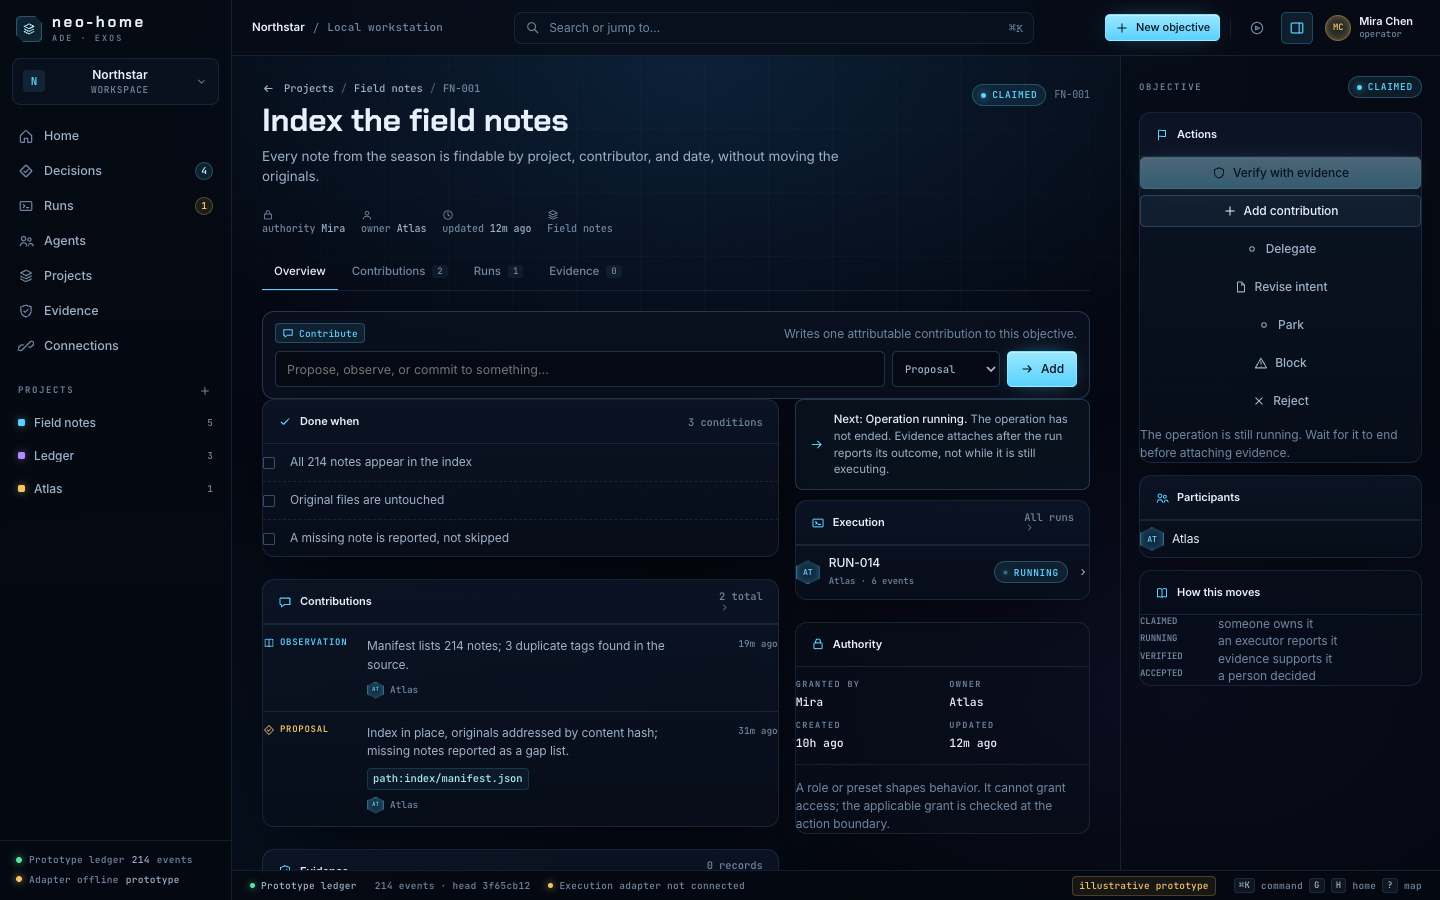 neo-home
ADE · EXOS
N
Northstar
WORKSPACE
Home
Decisions 4
Runs 1
Agents
Projects
Evidence
Connections
PROJECTS +
Field notes 5
Ledger 3
Atlas 1
Prototype ledger 214 events
Adapter offline prototype
Northstar / Local workstation
Search or jump to... ⌘K
+ New objective
MC
Mira Chen
operator
← Projects / Field notes / FN-001
CLAIMED FN-001
Index the field notes
Every note from the season is findable by project, contributor, and date, without moving the
originals.
authority Mira
owner Atlas
updated 12m ago
Field notes
Overview
Contributions 2
Runs 1
Evidence 0
Contribute
Writes one attributable contribution to this objective.
Propose, observe, or commit to something...
Proposal
→ Add
Done when 3 conditions
All 214 notes appear in the index
Original files are untouched
A missing note is reported, not skipped
Contributions 2 total ›
OBSERVATION
Manifest lists 214 notes; 3 duplicate tags found in the
source.
19m ago
AT Atlas
PROPOSAL
Index in place, originals addressed by content hash;
missing notes reported as a gap list.
31m ago
path:index/manifest.json
AT Atlas
Evidence 0 records
→ Next: Operation running. The operation has
not ended. Evidence attaches after the run
reports its outcome, not while it is still
executing.
Execution All runs ›
AT RUN-014
Atlas · 6 events
RUNNING ›
Authority
GRANTED BY OWNER
Mira Atlas
CREATED UPDATED
10h ago 12m ago
A role or preset shapes behavior. It cannot grant
access; the applicable grant is checked at the
action boundary.
OBJECTIVE CLAIMED
Actions
Verify with evidence
+ Add contribution
Delegate
Revise intent
Park
Block
Reject
The operation is still running. Wait for it to end
before attaching evidence.
Participants
AT Atlas
How this moves
CLAIMED someone owns it
RUNNING an executor reports it
VERIFIED evidence supports it
ACCEPTED a person decided
Prototype ledger 214 events · head 3f65cb12 Execution adapter not connected
illustrative prototype
⌘K command G H home ? map